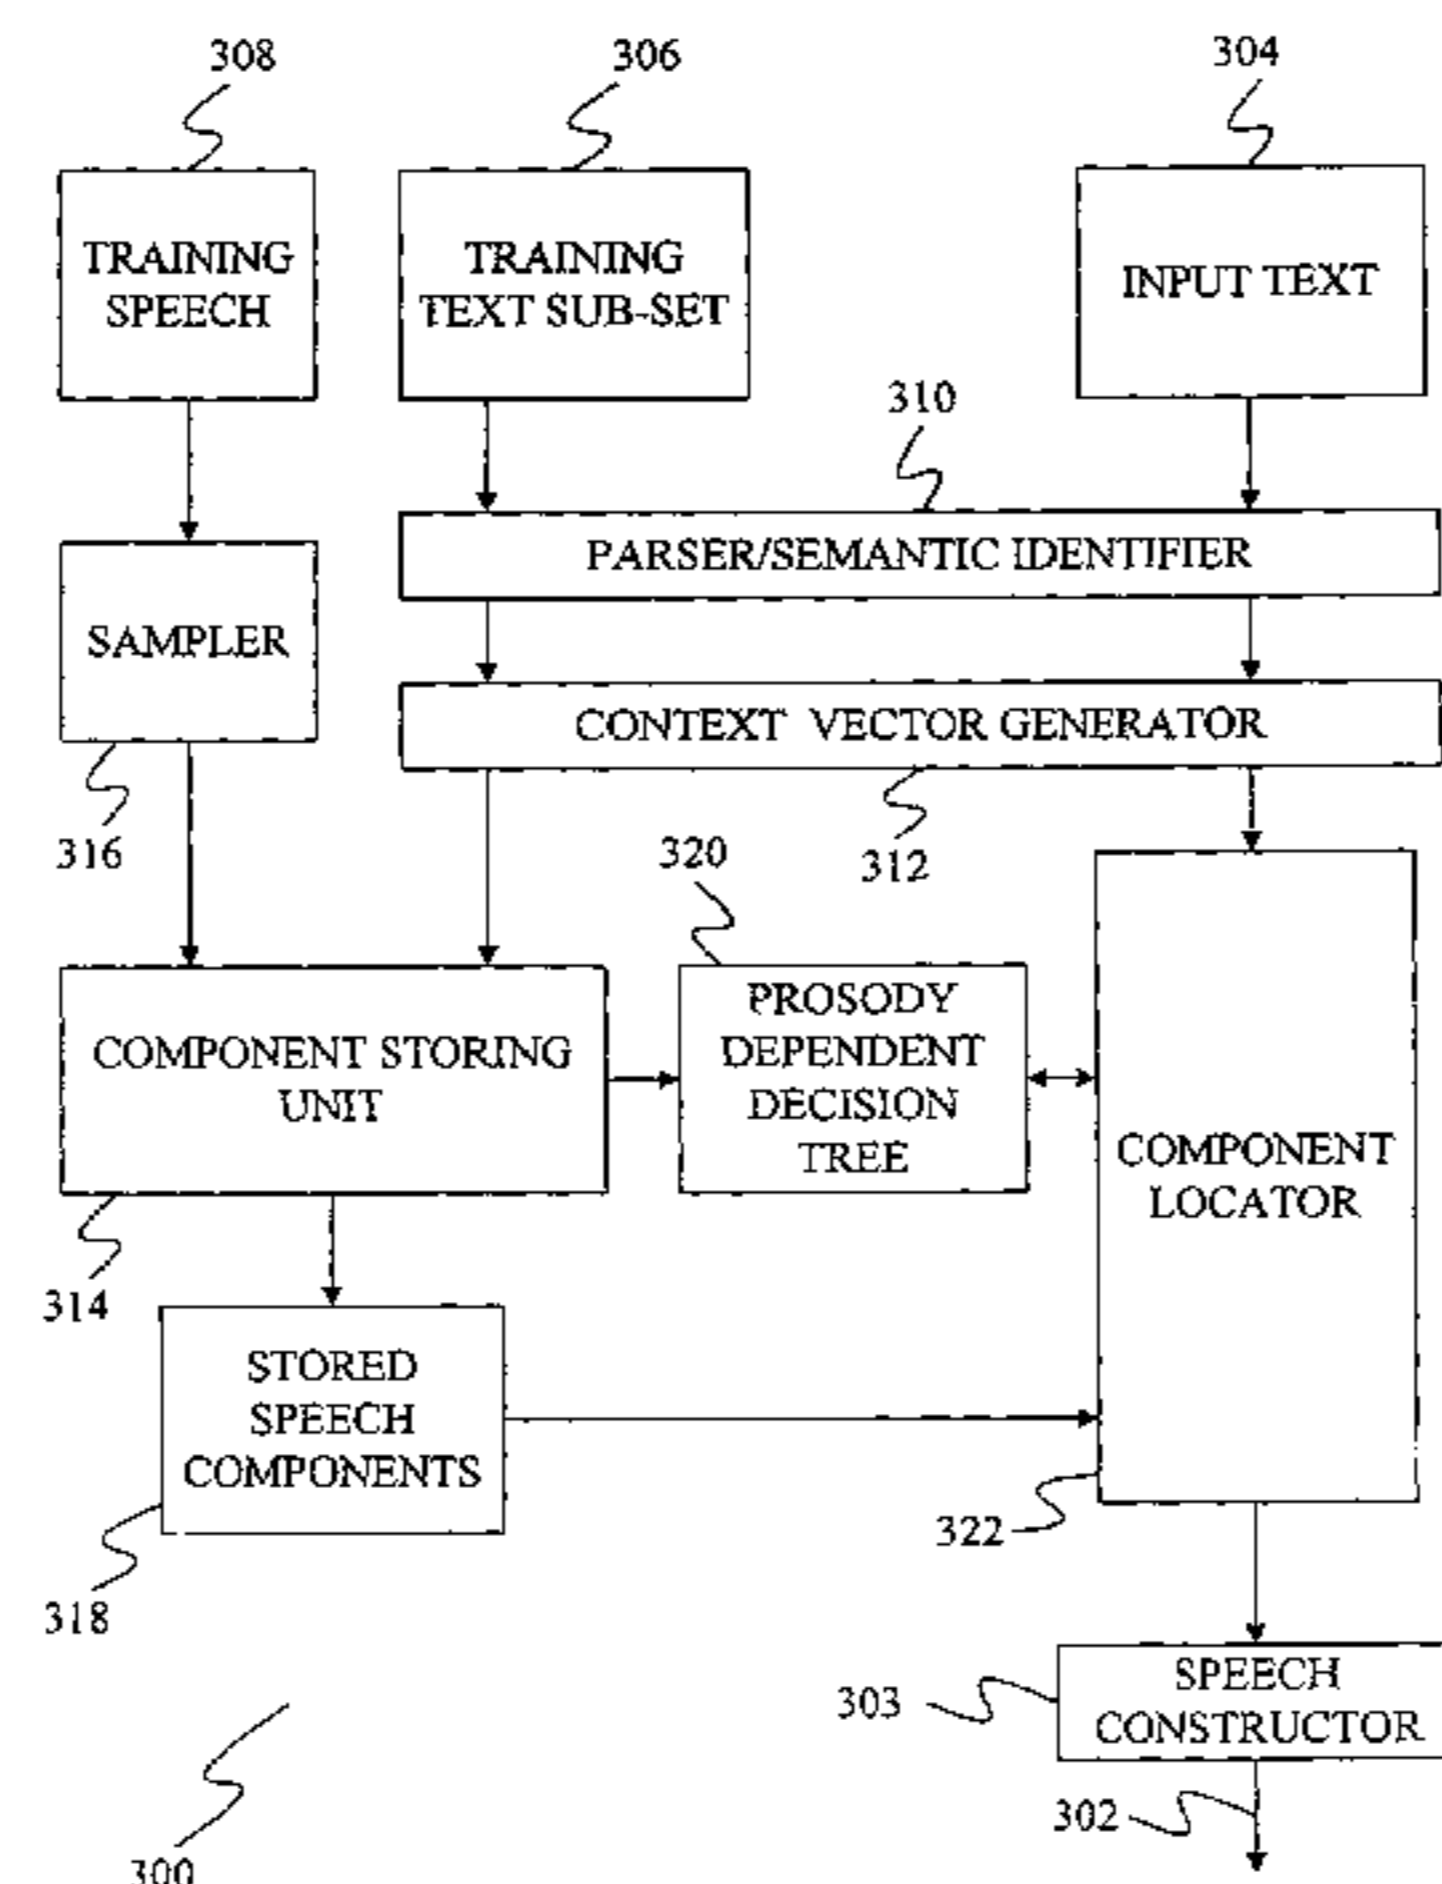 308
306
304
TRAINING
SPEECH
TRAINING
TEXT SUB-SET
INPUT TEXT
310
PARSER/SEMANTIC IDENTIFIER
SAMPLER
CONTEXT VECTOR GENERATOR
316
320
312
COMPONENT STORING
UNIT
PROSODY
DEPENDENT
DECISION
TREE
COMPONENT
LOCATOR
314
STORED
SPEECH
COMPONENTS
322
318
303
SPEECH
CONSTRUCTOR
302
300